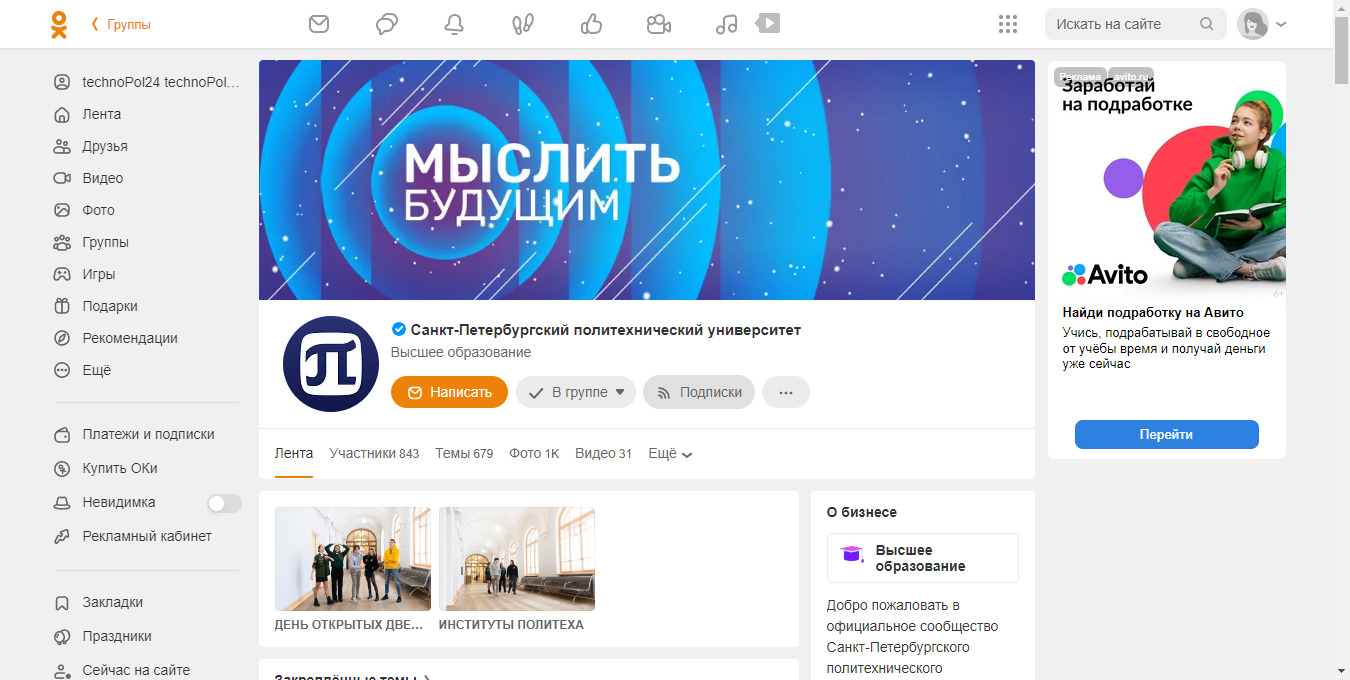 Группы
Искать на сайте
technoPol24 technoPol…
Лента
Друзья
Видео
Фото
Группы
Игры
Подарки
Рекомендации
Ещё
Платежи и подписки
Купить ОКи
Невидимка
Рекламный кабинет
Закладки
Праздники
Сейчас на сайте
МЫСЛИТЬ
БУДУЩИМ
Санкт-Петербургский политехнический университет
Высшее образование
Написать
В группе
Подписки
Лента
Участники 843
Темы 679
Фото 1K
Видео 31
Ещё
ДЕНЬ ОТКРЫТЫХ ДВЕ…
ИНСТИТУТЫ ПОЛИТЕХА
Закреплённые темы
О бизнесе
Высшее
образование
Добро пожаловать в
официальное сообщество
Санкт-Петербургского
политехнического
Реклама
avito.ru
Заработай
на подработке
Avito
6+
Найди подработку на Авито
Учись, подрабатывай в свободное
от учёбы время и получай деньги
уже сейчас
Перейти